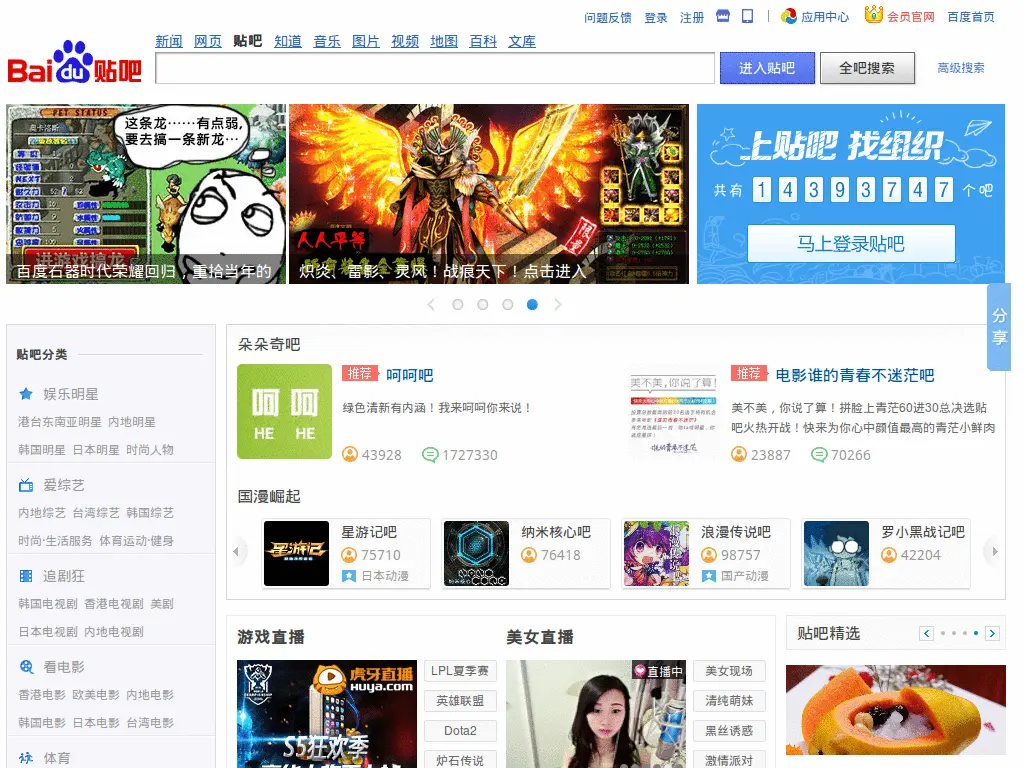 问题反馈 登录 注册 应用中心 会员官网 百度首页
新闻 网页 贴吧 知道 音乐 图片 视频 地图 百科 文库
Bai du 贴吧
进入贴吧 全吧搜索 高级搜索
PET STATUS
这条龙……有点弱,
要去搞一条新龙…
百度石器时代荣耀回归，重拾当年的
人人平等
限量
炽炎、雷影、灵风！战痕天下！点击进入
上贴吧 找组织
共有 1 4 3 9 3 7 4 7 个吧
马上登录贴吧
分享
贴吧分类
娱乐明星
港台东南亚明星 内地明星
韩国明星 日本明星 时尚人物
爱综艺
内地综艺 台湾综艺 韩国综艺
时尚·生活服务 体育运动·健身
追剧狂
韩国电视剧 香港电视剧 美剧
日本电视剧 内地电视剧
看电影
香港电影 欧美电影 内地电影
韩国电影 日本电影 台湾电影
体育
朵朵奇吧
呵 呵
HE HE
推荐 呵呵吧
绿色清新有内涵！我来呵呵你来说！
43928 1727330
美不美,你说了算!
推荐 电影谁的青春不迷茫吧
美不美，你说了算！拼脸上青茫60进30总决选贴
吧火热开战！快来为你心中颜值最高的青茫小鲜肉
23887 70266
国漫崛起
星游记
星游记吧
75710
日本动漫
纳米核心
NANO CORE
纳米核心吧
76418
浪漫传说吧
98757
国产动漫
罗小黑战记吧
42204
游戏直播
虎牙直播
Huya.com
S5狂欢季
LPL夏季赛
英雄联盟
Dota2
炉石传说
美女直播
直播中
美女现场
清纯萌妹
黑丝诱惑
激情派对
贴吧精选